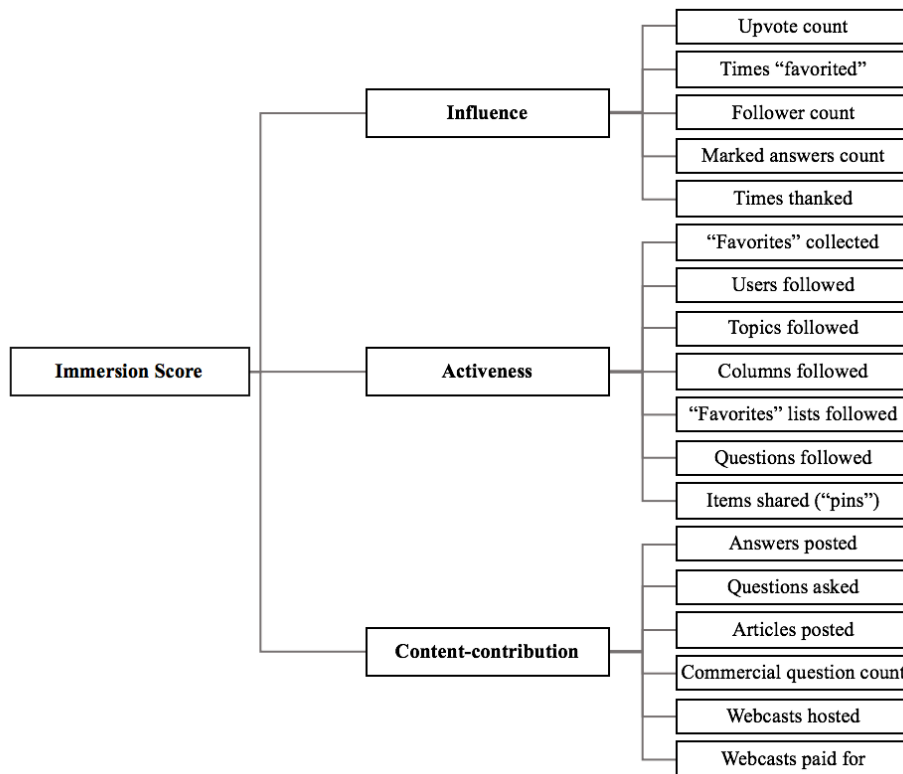 Upvote count
Times “favorited”
Influence
Follower count
Marked answers count
Times thanked
“Favorites” collected
Users followed
Topics followed
Immersion Score
Activeness
Columns followed
“Favorites” lists followed
Questions followed
Items shared (“pins”)
Answers posted
Questions asked
Articles posted
Content-contribution
Commercial question count
Webcasts hosted
Webcasts paid for